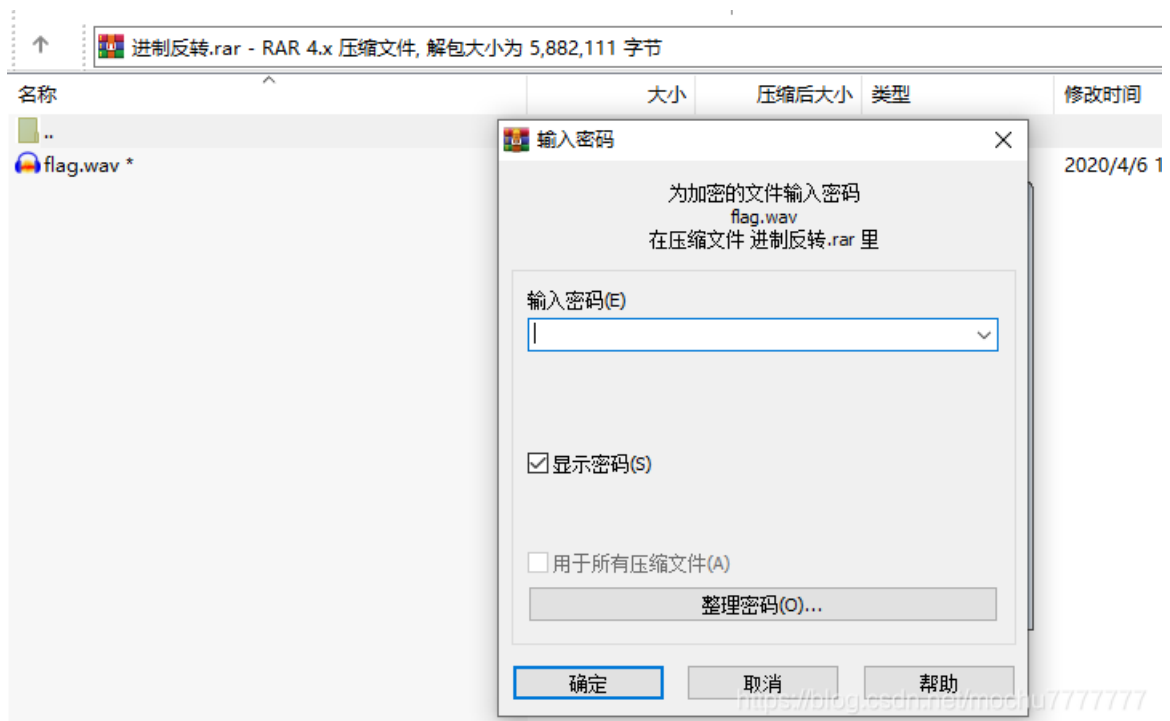 进制反转.rar - RAR 4.x 压缩文件, 解包大小为 5,882,111 字节
名称 大小 压缩后大小 类型 修改时间
..
flag.wav * 2020/4/6 1
输入密码
为加密的文件输入密码
flag.wav
在压缩文件 进制反转.rar 里
输入密码(E)
显示密码(S)
用于所有压缩文件(A)
整理密码(O)...
确定 取消 帮助
https://blog.csdn.net/mochu7777777